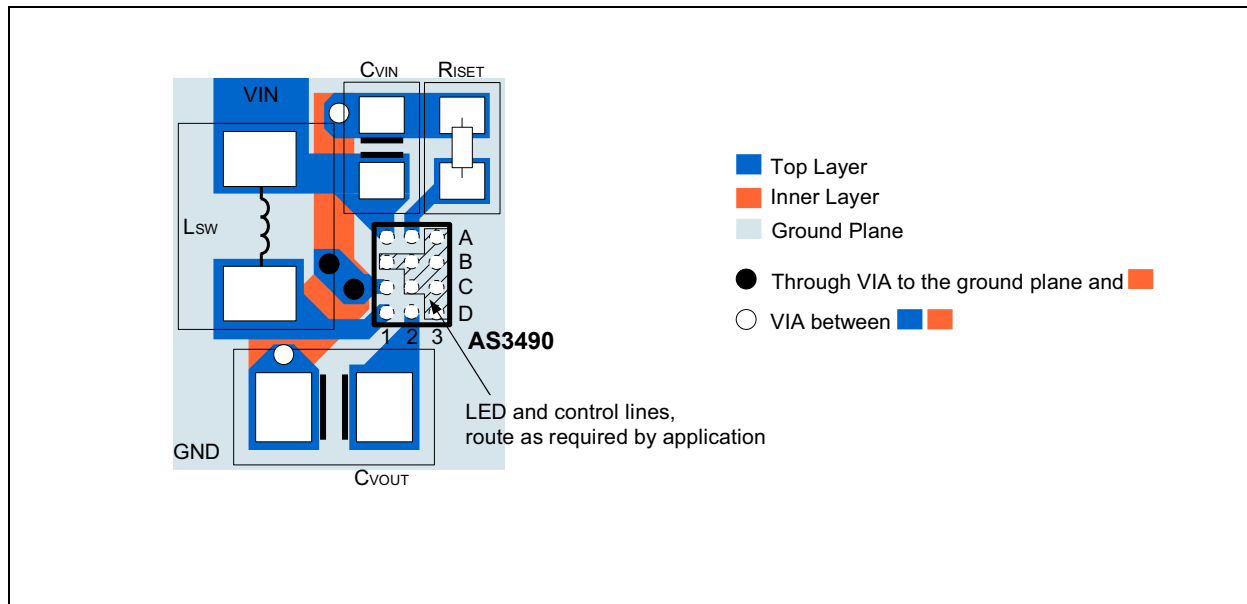 CVIN
RISET
VIN
LSW
A
B
C
D
1 2 3
AS3490
LED and control lines,
route as required by application
GND
CVOUT
Top Layer
Inner Layer
Ground Plane
Through VIA to the ground plane and
VIA between